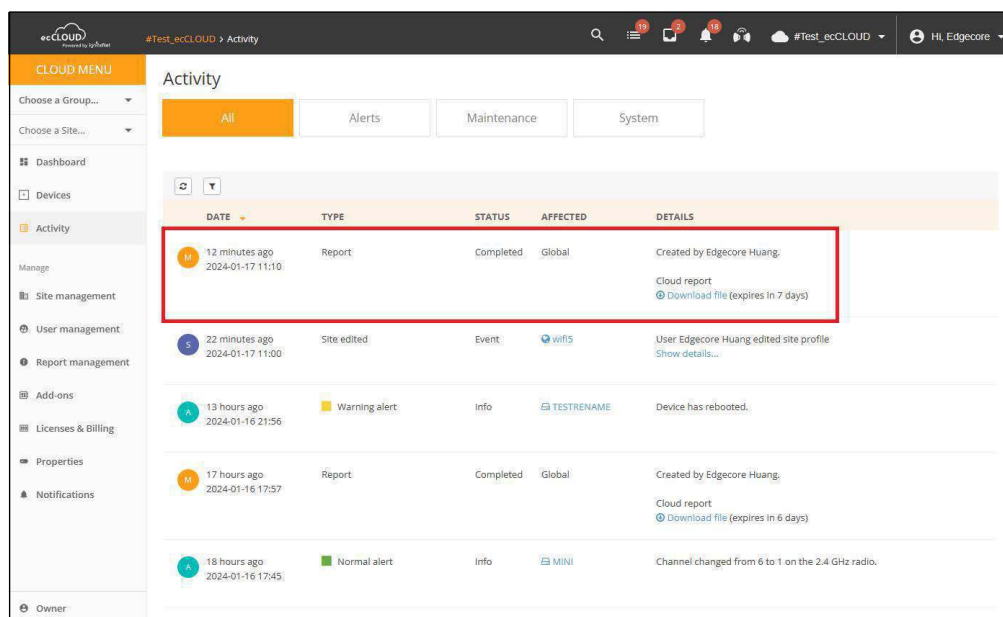 ecCLOUD
Powered by IgniteNet
#Test_ecCLOUD > Activity
19
2
18
#Test_ecCLOUD
Hi, Edgecore
CLOUD MENU
Choose a Group...
Choose a Site...
Dashboard
Devices
Activity
Manage
Site management
User management
Report management
Add-ons
Licenses & Billing
Properties
Notifications
Owner
Activity
All Alerts Maintenance System
DATE TYPE STATUS AFFECTED DETAILS
M 12 minutes ago Report Completed Global Created by Edgecore Huang.
2024-01-17 11:10
Cloud report
Download file (expires in 7 days)
S 22 minutes ago Site edited Event wifi5 User Edgecore Huang edited site profile
2024-01-17 11:00 Show details...
A 13 hours ago Warning alert Info TESTRENAME Device has rebooted.
2024-01-16 21:56
M 17 hours ago Report Completed Global Created by Edgecore Huang.
2024-01-16 17:57
Cloud report
Download file (expires in 6 days)
A 18 hours ago Normal alert Info MINI Channel changed from 6 to 1 on the 2.4 GHz radio.
2024-01-16 17:45